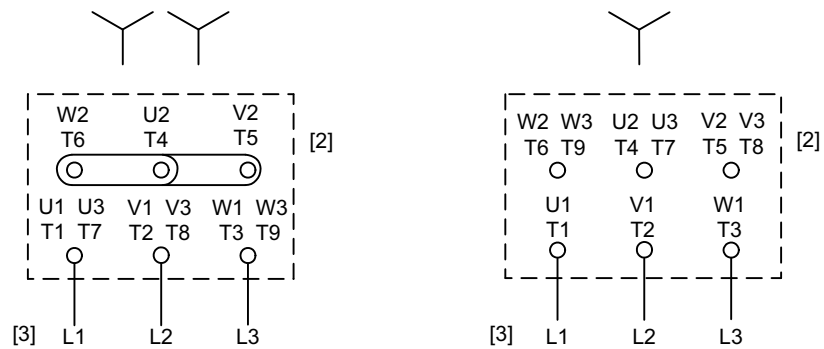 W2 U2 V2
T6 T4 T5
[2]
U1 U3 V1 V3 W1 W3
T1 T7 T2 T8 T3 T9
[3] L1 L2 L3
W2 W3 U2 U3 V2 V3
T6 T9 T4 T7 T5 T8
[2]
U1 V1 W1
T1 T2 T3
[3] L1 L2 L3